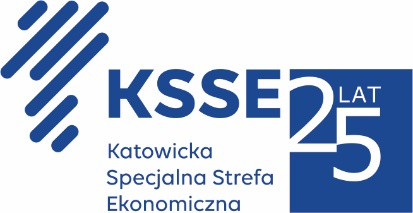 KSSE
25 LAT
Katowicka
Specjalna Strefa
Ekonomiczna